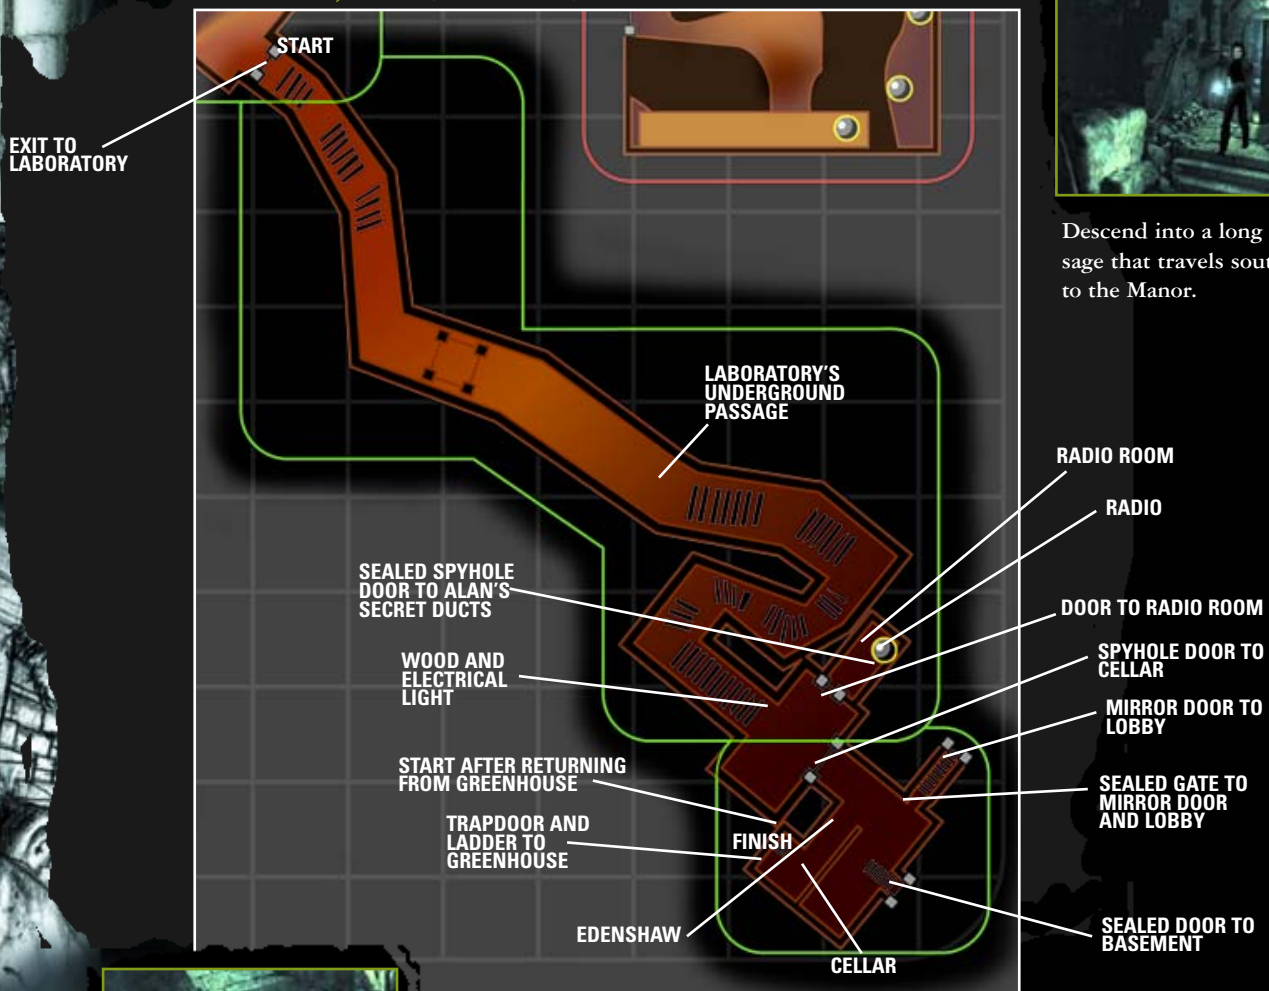 START
EXIT TO
LABORATORY
Descend into a long
sage that travels sout
to the Manor.
LABORATORY'S
UNDERGROUND
PASSAGE
RADIO ROOM
RADIO
SEALED SPYHOLE
DOOR TO ALAN'S
SECRET DUCTS
DOOR TO RADIO ROOM
WOOD AND
ELECTRICAL
LIGHT
SPYHOLE DOOR TO
CELLAR
MIRROR DOOR TO
LOBBY
START AFTER RETURNING
FROM GREENHOUSE
SEALED GATE TO
MIRROR DOOR
AND LOBBY
TRAPDOOR AND
LADDER TO
GREENHOUSE
FINISH
EDENSHAW
CELLAR
SEALED DOOR TO
BASEMENT